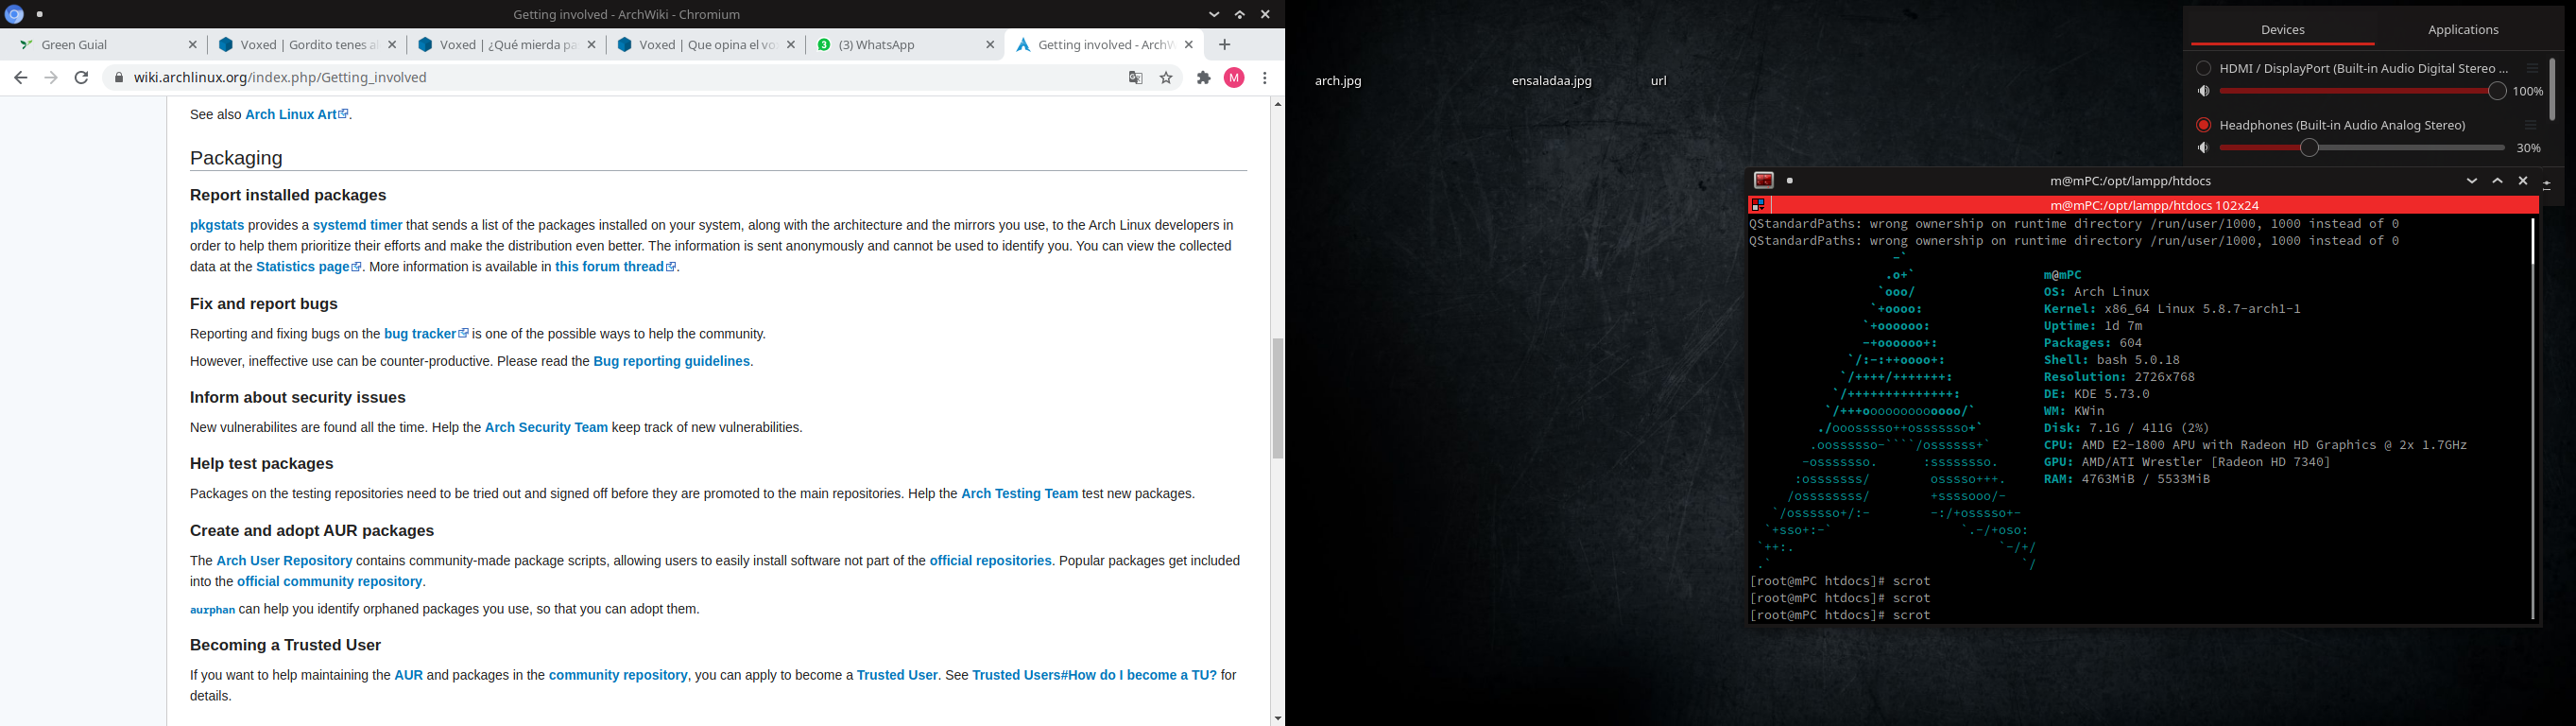 Getting involved - ArchWiki - Chromium
Green Guial
Voxed | Gordito tenes al
Voxed | ¿Qué mierda pa
Voxed | Que opina el vo
(3) WhatsApp
Getting involved - ArchW
wiki.archlinux.org/index.php/Getting_involved
M
See also Arch Linux Art.
Packaging
Report installed packages
pkgstats provides a systemd timer that sends a list of the packages installed on your system, along with the architecture and the mirrors you use, to the Arch Linux developers in
order to help them prioritize their efforts and make the distribution even better. The information is sent anonymously and cannot be used to identify you. You can view the collected
data at the Statistics page. More information is available in this forum thread.
Fix and report bugs
Reporting and fixing bugs on the bug tracker is one of the possible ways to help the community.
However, ineffective use can be counter-productive. Please read the Bug reporting guidelines.
Inform about security issues
New vulnerabilites are found all the time. Help the Arch Security Team keep track of new vulnerabilities.
Help test packages
Packages on the testing repositories need to be tried out and signed off before they are promoted to the main repositories. Help the Arch Testing Team test new packages.
Create and adopt AUR packages
The Arch User Repository contains community-made package scripts, allowing users to easily install software not part of the official repositories. Popular packages get included
into the official community repository.
aurphan can help you identify orphaned packages you use, so that you can adopt them.
Becoming a Trusted User
If you want to help maintaining the AUR and packages in the community repository, you can apply to become a Trusted User. See Trusted Users#How do I become a TU? for
details.
arch.jpg
ensaladaa.jpg
url
Devices
Applications
HDMI / DisplayPort (Built-in Audio Digital Stereo ...
100%
Headphones (Built-in Audio Analog Stereo)
30%
m@mPC:/opt/lampp/htdocs
m@mPC:/opt/lampp/htdocs 102x24
QStandardPaths: wrong ownership on runtime directory /run/user/1000, 1000 instead of 0
QStandardPaths: wrong ownership on runtime directory /run/user/1000, 1000 instead of 0
m@mPC
OS: Arch Linux
Kernel: x86_64 Linux 5.8.7-arch1-1
Uptime: 1d 7m
Packages: 604
Shell: bash 5.0.18
Resolution: 2726x768
DE: KDE 5.73.0
WM: KWin
Disk: 7.1G / 411G (2%)
CPU: AMD E2-1800 APU with Radeon HD Graphics @ 2x 1.7GHz
GPU: AMD/ATI Wrestler [Radeon HD 7340]
RAM: 4763MiB / 5533MiB
[root@mPC htdocs]# scrot
[root@mPC htdocs]# scrot
[root@mPC htdocs]# scrot